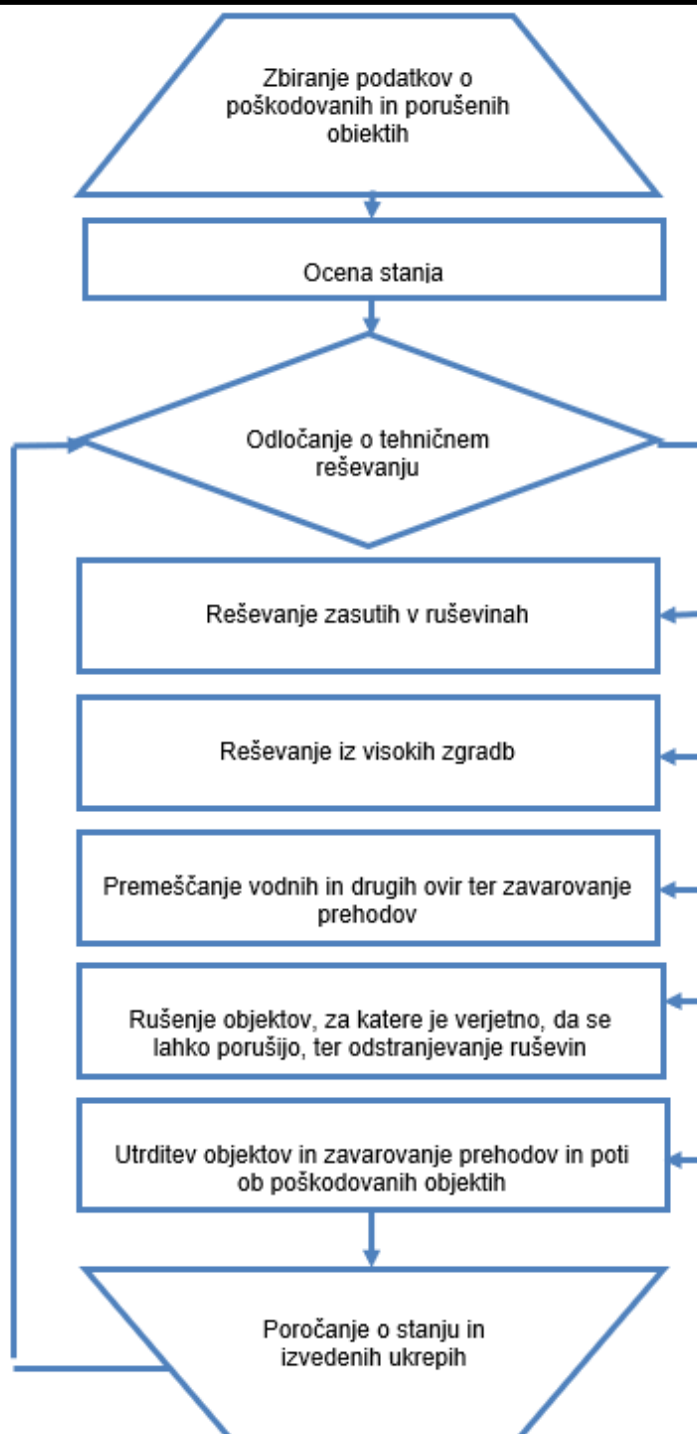 Zbiranje podatkov o
poškodovanih in porušenih
obiektih
Ocena stanja
Odločanje o tehničnem
reševanju
Reševanje zasutih v ruševinah
Reševanje iz visokih zgradb
Premeščanje vodnih in drugih ovir ter zavarovanje
prehodov
Rušenje objektov, za katere je verjetno, da se
lahko porušijo, ter odstranjevanje ruševin
Utrditev objektov in zavarovanje prehodov in poti
ob poškodovanih objektih
Poročanje o stanju in
izvedenih ukrepih